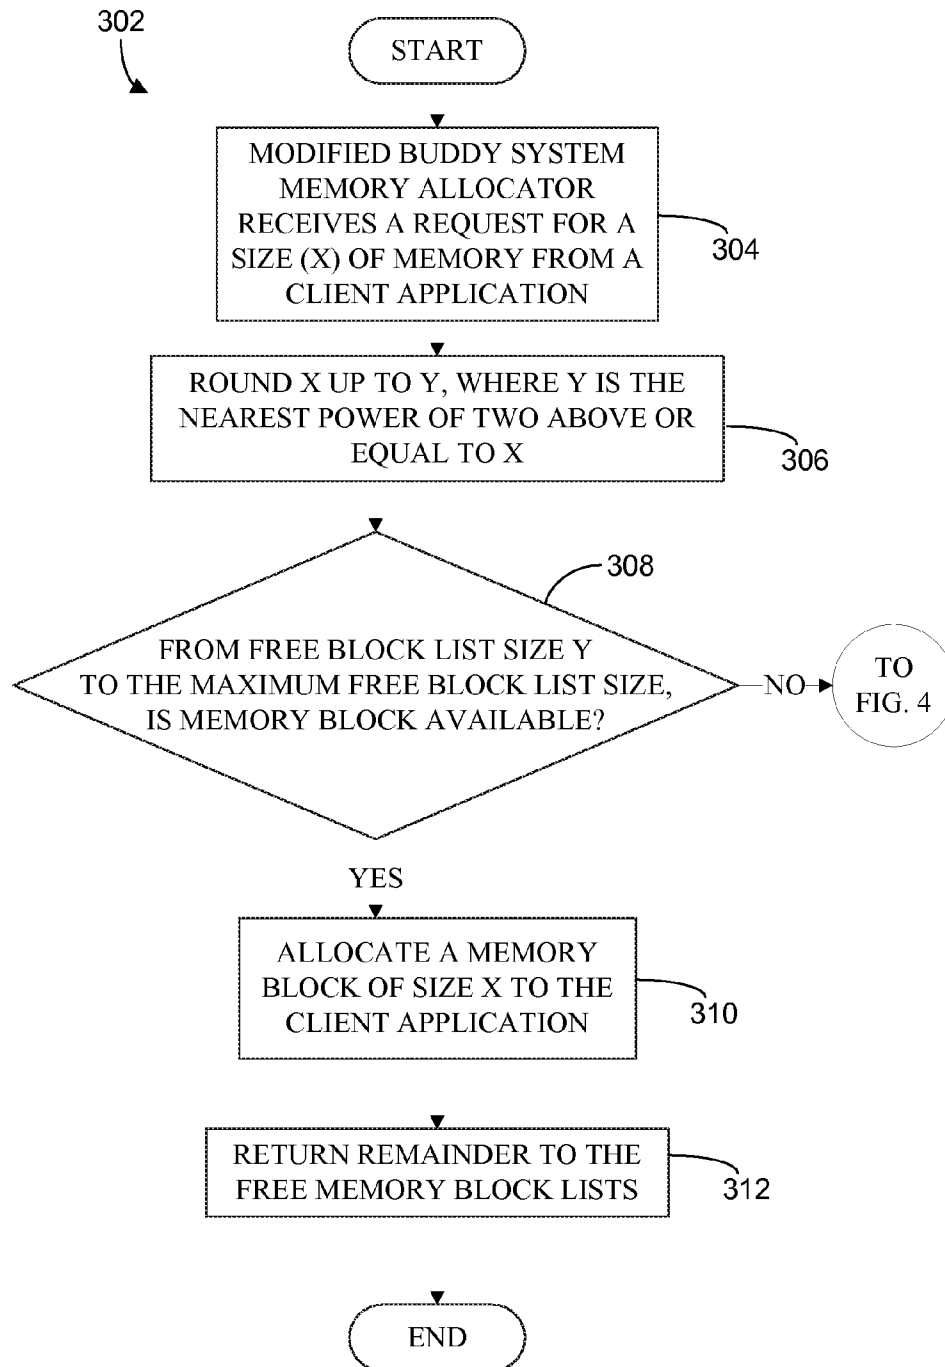 302
START
MODIFIED BUDDY SYSTEM
MEMORY ALLOCATOR
RECEIVES A REQUEST FOR A
SIZE (X) OF MEMORY FROM A
CLIENT APPLICATION
304
ROUND X UP TO Y, WHERE Y IS THE
NEAREST POWER OF TWO ABOVE OR
EQUAL TO X
306
308
FROM FREE BLOCK LIST SIZE Y
TO THE MAXIMUM FREE BLOCK LIST SIZE,
IS MEMORY BLOCK AVAILABLE?
NO
TO
FIG. 4
YES
ALLOCATE A MEMORY
BLOCK OF SIZE X TO THE
CLIENT APPLICATION
310
RETURN REMAINDER TO THE
FREE MEMORY BLOCK LISTS
312
END